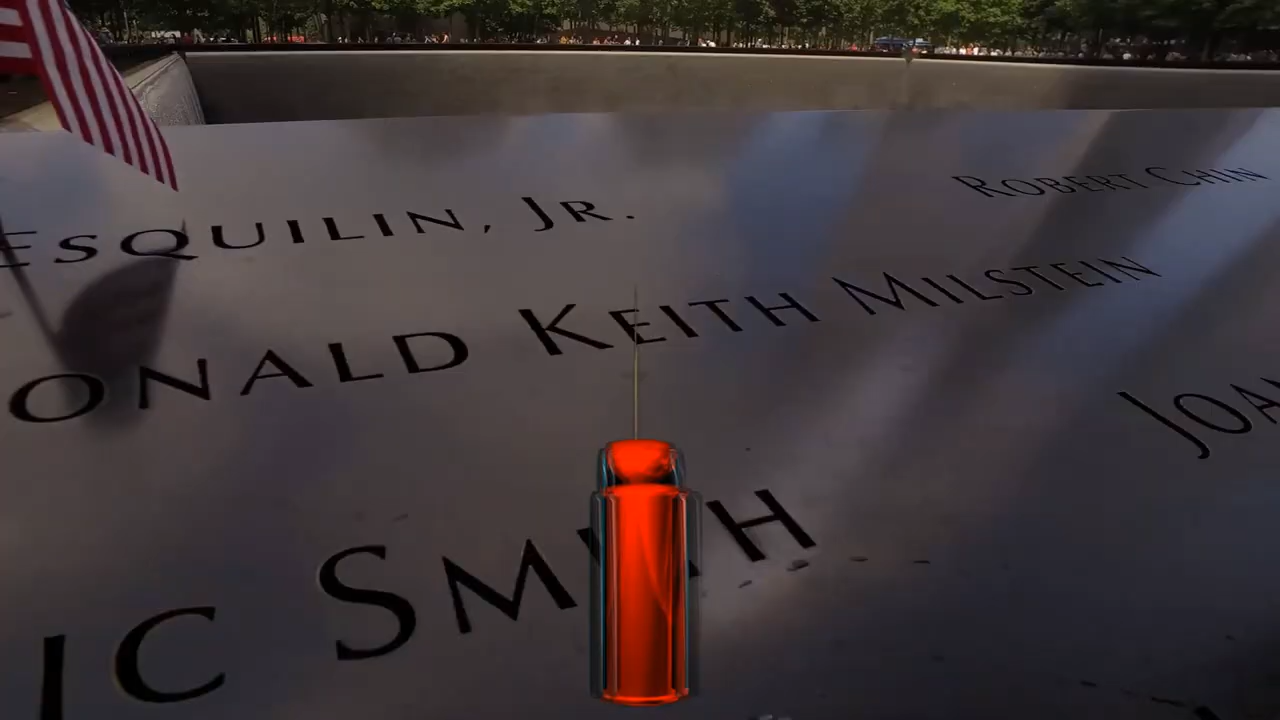 ESQUILIN, JR.
ROBERT CHIN
ONALD KEITH MILSTEIN
JOA
IC SM H